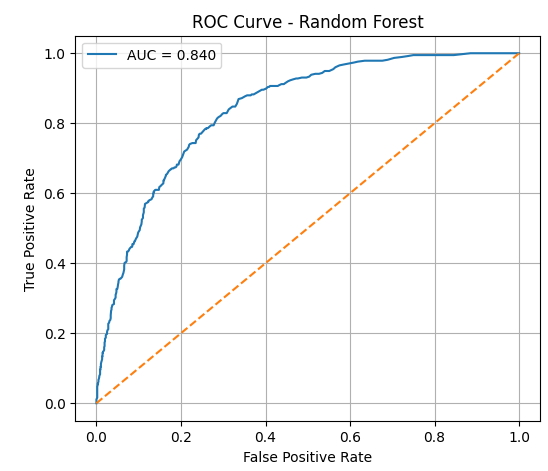 ROC Curve - Random Forest
AUC = 0.840
1.0
0.8
0.6
0.4
0.2
0.0
True Positive Rate
0.0 0.2 0.4 0.6 0.8 1.0
False Positive Rate